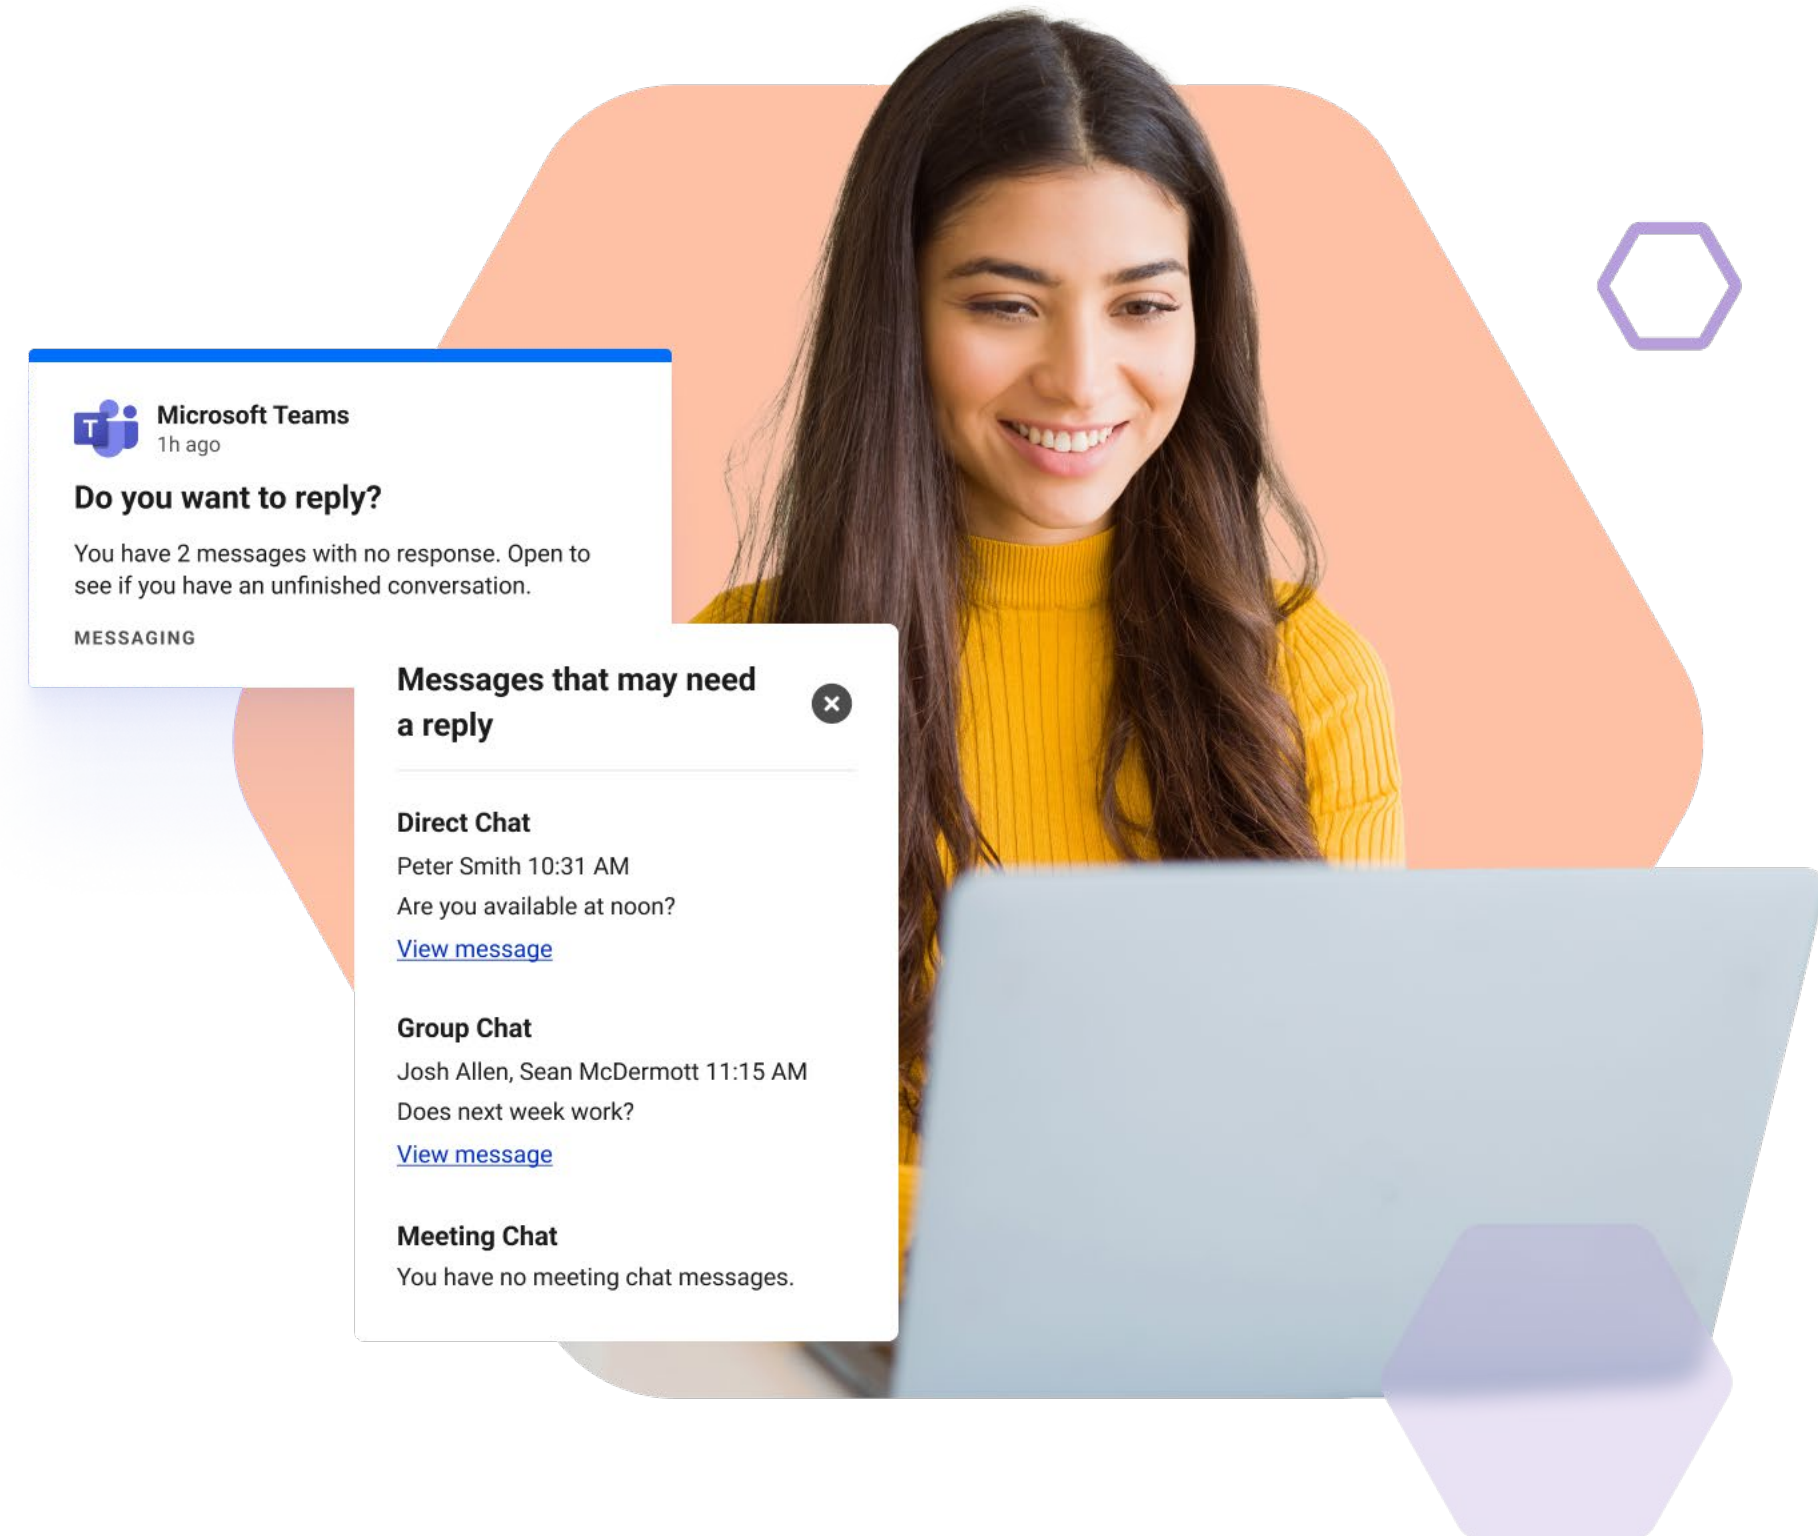 T
Microsoft Teams
1h ago
Do you want to reply?
You have 2 messages with no response. Open to
see if you have an unfinished conversation.
MESSAGING
Messages that may need
a reply
Direct Chat
Peter Smith 10:31 AM
Are you available at noon?
View message
Group Chat
Josh Allen, Sean McDermott 11:15 AM
Does next week work?
View message
Meeting Chat
You have no meeting chat messages.